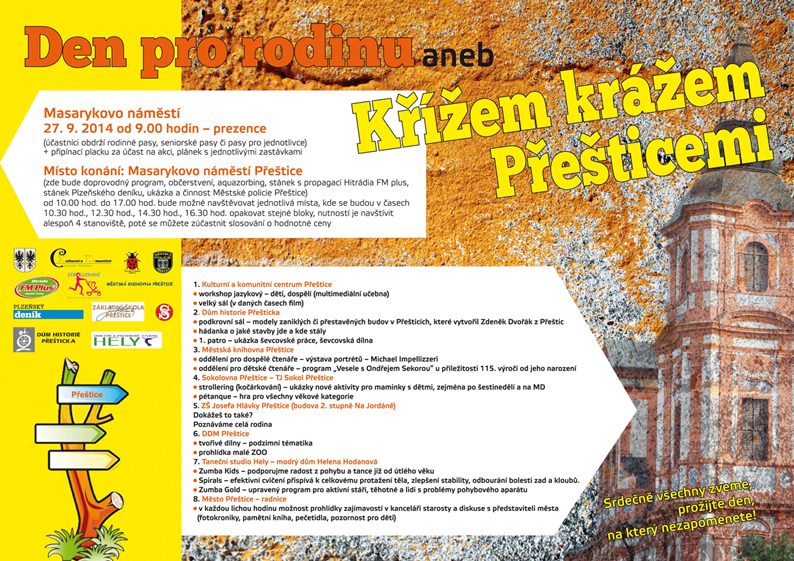 Den pro rodinu aneb
Křížem krážem
Přešticemi
Masarykovo náměstí
27. 9. 2014 od 9.00 hodin – prezence
(účastníci obdrží rodinné pasy, seniorské pasy či pasy pro jednotlivce)
+ připínací placku za účast na akci, plánek s jednotlivými zastávkami
Místo konání: Masarykovo náměstí Přeštice
(zde bude doprovodný program, občerstvení, aquazorbing, stánek s propagací Hitrádia FM plus,
stánek Plzeňského deníku, ukázka a činnost Městské policie Přeštice)
od 10.00 hod. do 17.00 hod. bude možné navštěvovat jednotlivá místa, kde se budou v časech
10.30 hod., 12.30 hod., 14.30 hod., 16.30 hod. opakovat stejné bloky, nutností je navštívit
alespoň 4 stanoviště, poté se můžete zúčastnit slosování o hodnotné ceny
STROLLERING
MĚSTSKÁ KNIHOVNA PŘEŠTICE
FM Plus
PLZEŇSKÝ
deník
ZÁKLADNÍ ŠKOLA
PŘEŠTICE
DŮM HISTORIE
PŘEŠTICKA
HELY
Přeštice
1. Kulturní a komunitní centrum Přeštice
• workshop jazykový – děti, dospělí (multimediální učebna)
• velký sál (v daných časech film)
2. Dům historie Přešticka
• podkrovní sál – modely zaniklých či přestavěných budov v Přešticích, které vytvořil Zdeněk Dvořák z Přeštic
• hádanka o jaké stavby jde a kde stály
• 1. patro – ukázka ševcovské práce, ševcovská dílna
3. Městská knihovna Přeštice
• oddělení pro dospělé čtenáře – výstava portrétů – Michael Impellizzeri
• oddělení pro dětské čtenáře – program „Vesele s Ondřejem Sekorou“ u příležitosti 115. výročí od jeho narození
4. Sokolovna Přeštice – TJ Sokol Přeštice
• strollering (kočárkování) – ukázky nové aktivity pro maminky s dětmi, zejména po šestinedělí a na MD
• pétanque – hra pro všechny věkové kategorie
5. ZŠ Josefa Hlávky Přeštice (budova 2. stupně Na Jordáně)
Dokážeš to také?
Poznáváme celá rodina
6. DDM Přeštice
• tvořivé dílny – podzimní tématika
• prohlídka malé ZOO
7. Taneční studio Hely – modrý dům Helena Hodanová
• Zumba Kids – podporujme radost z pohybu a tance již od útlého věku
• Spirals – efektivní cvičení přispívá k celkovému protažení těla, zlepšení stability, odbourání bolesti zad a kloubů.
• Zumba Gold – upravený program pro aktivní stáří, těhotné a lidi s problémy pohybového aparátu
8. Město Přeštice – radnice
• v každou lichou hodinu možnost prohlídky zajímavostí v kanceláři starosty a diskuse s představiteli města
(fotokroniky, pamětní kniha, pečetidla, pozornost pro děti)
Srdečně všechny zveme,
prožijte den,
na který nezapomenete!